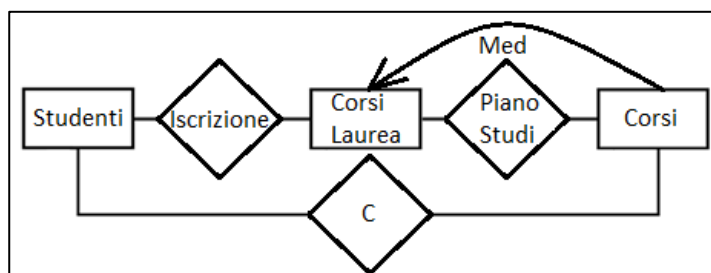 Med
Studenti
Iscrizione
Corsi
Laurea
Piano
Studi
Corsi
C